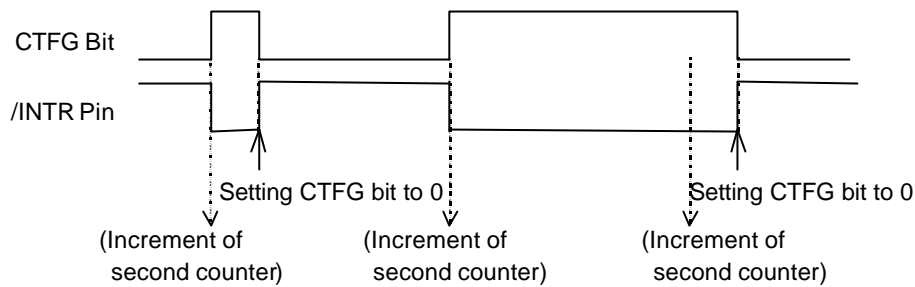 CTFG Bit
/INTR Pin
Setting CTFG bit to 0
Setting CTFG bit to 0
(Increment of
second counter)
(Increment of
second counter)
(Increment of
second counter)